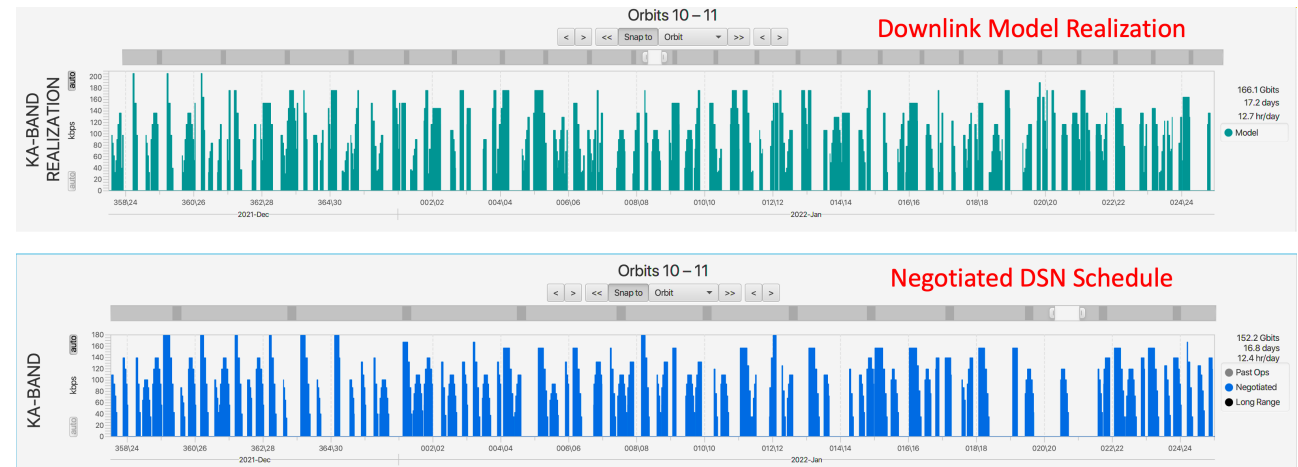 Orbits 10 – 11
Downlink Model Realization
< > << Snap to Orbit >> < >
KA-BAND
REALIZATION
auto
kbps
auto
200
180
160
140
120
100
80
60
40
20
0
166.1 Gbits
17.2 days
12.7 hr/day
Model
358\24 360\26 362\28 364\30 002\02 004\04 006\06 008\08 010\10 012\12 014\14 016\16 018\18 020\20 022\22 024\24
2021-Dec 2022-Jan
Orbits 10 – 11
Negotiated DSN Schedule
< > << Snap to Orbit >> < >
KA-BAND
auto
kbps
auto
180
160
140
120
100
80
60
40
20
0
152.2 Gbits
16.8 days
12.4 hr/day
Past Ops
Negotiated
Long Range
358\24 360\26 362\28 364\30 002\02 004\04 006\06 008\08 010\10 012\12 014\14 016\16 018\18 020\20 022\22 024\24
2021-Dec 2022-Jan